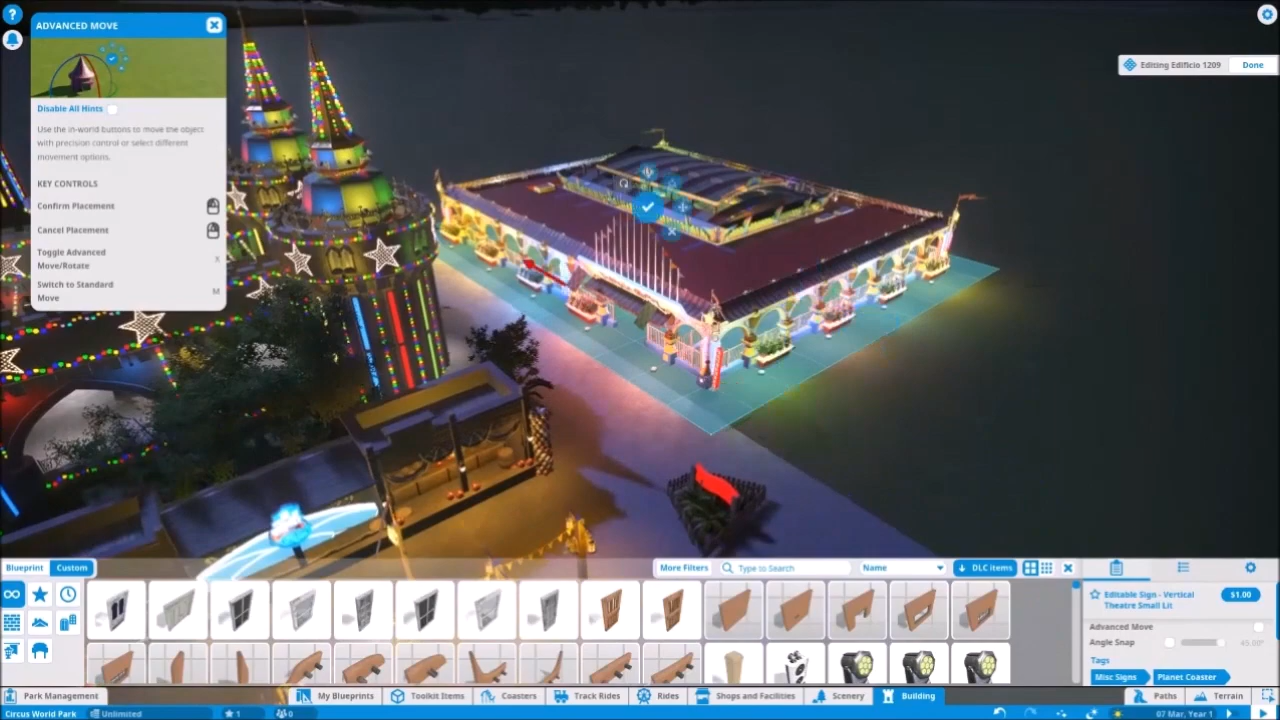 ?
ADVANCED MOVE
Disable All Hints
Use the in-world buttons to move the object
with precision control or select different
movement options.
KEY CONTROLS
Confirm Placement
Cancel Placement
Toggle Advanced
Move/Rotate
X
Switch to Standard
Move
M
Editing Edificio 1209
Done
Blueprint
Custom
More Filters
Type to Search
Name
DLC items
Editable Sign - Vertical
Theatre Small Lit
$1.00
Advanced Move
Angle Snap
45.00°
Tags
Misc Signs
Planet Coaster
Park Management
My Blueprints
Toolkit Items
Coasters
Track Rides
Rides
Shops and Facilities
Scenery
Building
Paths
Terrain
Circus World Park
Unlimited
1
0
07 Mar, Year 1